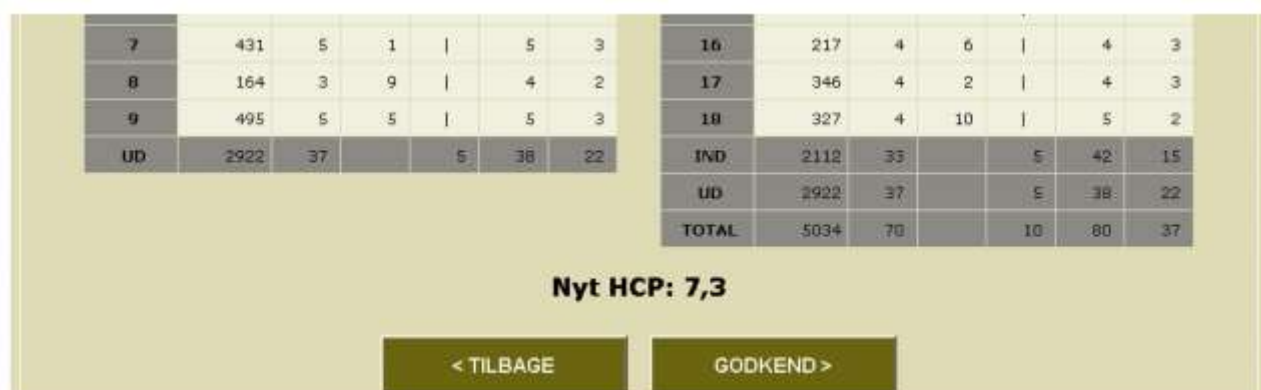 7 431 5 1 | 5 3
8 164 3 9 | 4 2
9 495 5 5 | 5 3
UD 2922 37 5 38 22
16 217 4 6 | 4 3
17 346 4 2 | 4 3
18 327 4 10 | 5 2
IND 2112 33 5 42 15
UD 2922 37 5 38 22
TOTAL 5034 70 10 80 37
Nyt HCP: 7,3
< TILBAGE
GODKEND >